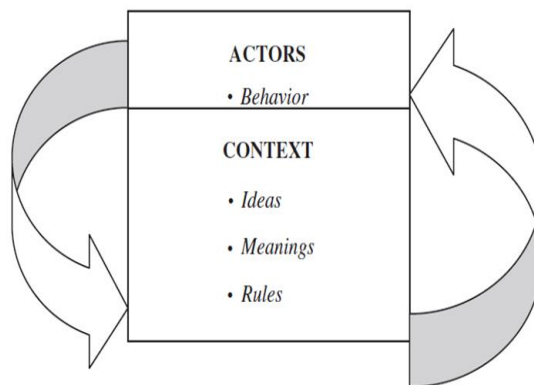 ACTORS
• Behavior
CONTEXT
• Ideas
• Meanings
• Rules